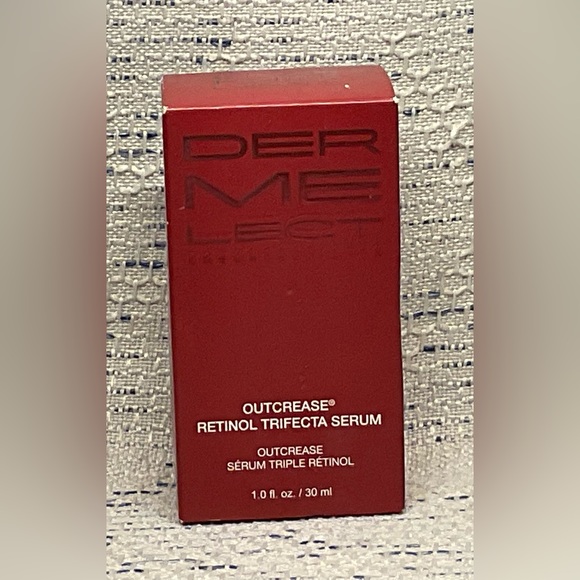 DER
ME
LECT
OUTCREASE®
RETINOL TRIFECTA SERUM
OUTCREASE
SÉRUM TRIPLE RÉTINOL
1.0 fl. oz. / 30 ml